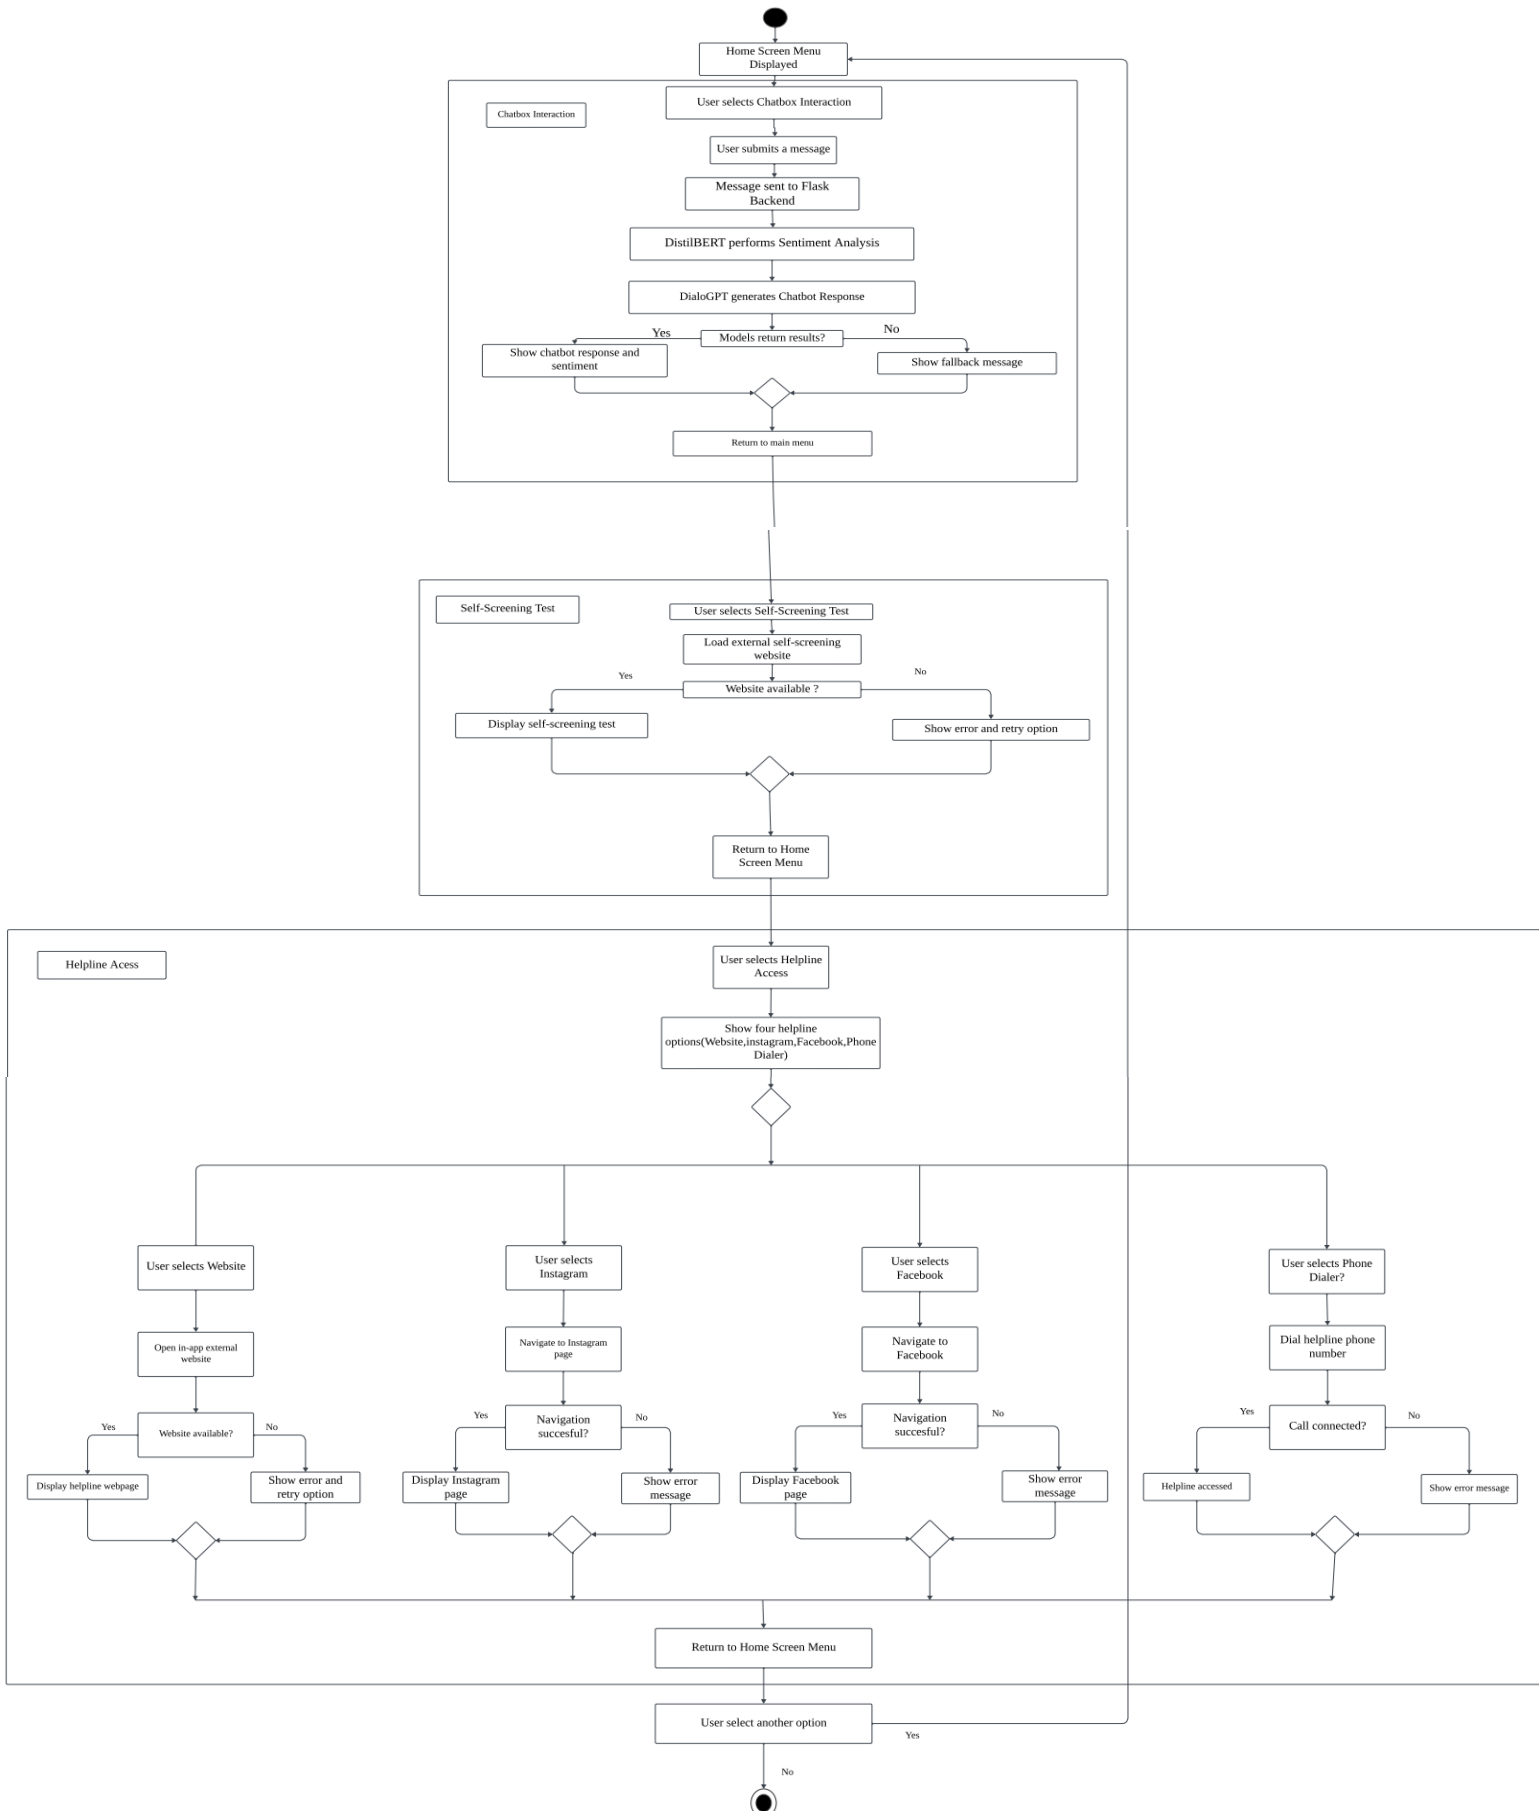 Home Screen Menu
Displayed
User selects Chatbox Interaction
Chatbox Interaction
User submits a message
Message sent to Flask
Backend
DistilBERT performs Sentiment Analysis
DialoGPT generates Chatbot Response
Yes
Models return results?
No
Show chatbot response and
sentiment
Show fallback message
Return to main menu
Self-Screening Test
User selects Self-Screening Test
Load external self-screening
website
Yes
Website available ?
No
Display self-screening test
Show error and retry option
Return to Home
Screen Menu
Helpline Acess
User selects Helpline
Access
Show four helpline
options(Website,instagram,Facebook,Phone
Dialer)
User selects Website
User selects
Instagram
User selects
Facebook
User selects Phone
Dialer?
Open in-app external
website
Navigate to Instagram
page
Navigate to
Facebook
Dial helpline phone
number
Yes
Website available?
No
Yes
Navigation
succesful?
No
Yes
Navigation
succesful?
No
Yes
Call connected?
No
Display helpline webpage
Show error and
retry option
Display Instagram
page
Show error
message
Display Facebook
page
Show error
message
Helpline accessed
Show error message
Return to Home Screen Menu
User select another option
Yes
No